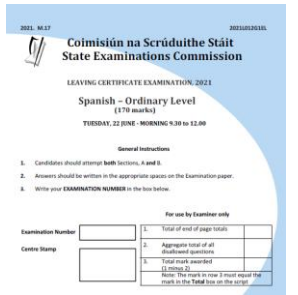 2021. M.17
2021L012G1EL
Coimisiún na Scrúduithe Stáit
State Examinations Commission
LEAVING CERTIFICATE EXAMINATION, 2021
Spanish – Ordinary Level
(170 marks)
TUESDAY, 22 JUNE - MORNING 9.30 to 12.00
General Instructions
1. Candidates should attempt both Sections, A and B.
2. Answers should be written in the appropriate spaces on the Examination paper.
3. Write your EXAMINATION NUMBER in the box below.
For use by Examiner only
Examination Number
1. Total of end of page totals
Centre Stamp
2. Aggregate total of all
disallowed questions
3. Total mark awarded
(1 minus 2)
Note: The mark in row 3 must equal the
mark in the Total box on the script